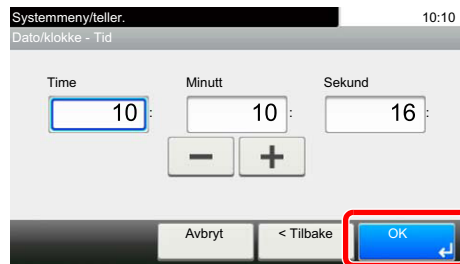 Systemmeny/teller. 10:10
Dato/klokke - Tid
Time Minutt Sekund
10 : 10 : 16 :
− +
Avbryt < Tilbake OK